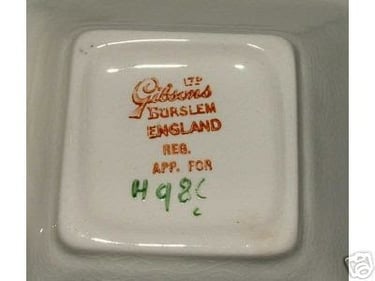 LTD
Gibsons
BURSLEM
ENGLAND
REG.
APP. FOR
H98